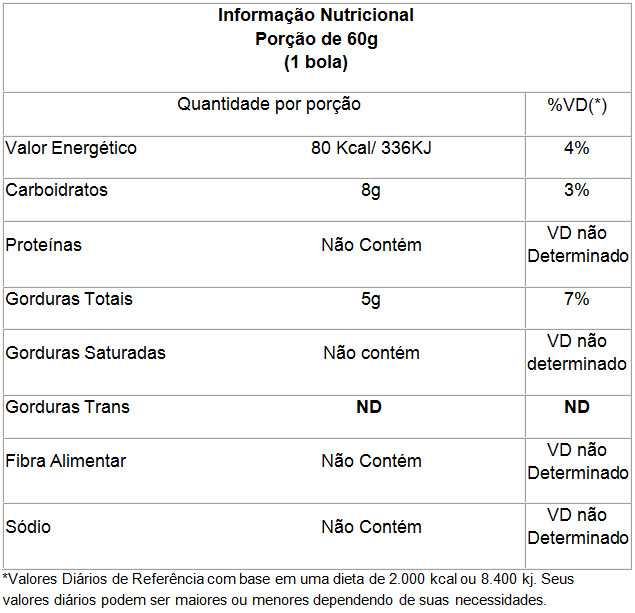 Informação Nutricional
Porção de 60g
(1 bola)
Quantidade por porção %VD(*)
Valor Energético 80 Kcal/ 336KJ 4%
Carboidratos 8g 3%
Proteínas Não Contém VD não Determinado
Gorduras Totais 5g 7%
Gorduras Saturadas Não contém VD não determinado
Gorduras Trans ND ND
Fibra Alimentar Não Contém VD não Determinado
Sódio Não Contém VD não Determinado
*Valores Diários de Referência com base em uma dieta de 2.000 kcal ou 8.400 kj. Seus
valores diários podem ser maiores ou menores dependendo de suas necessidades.